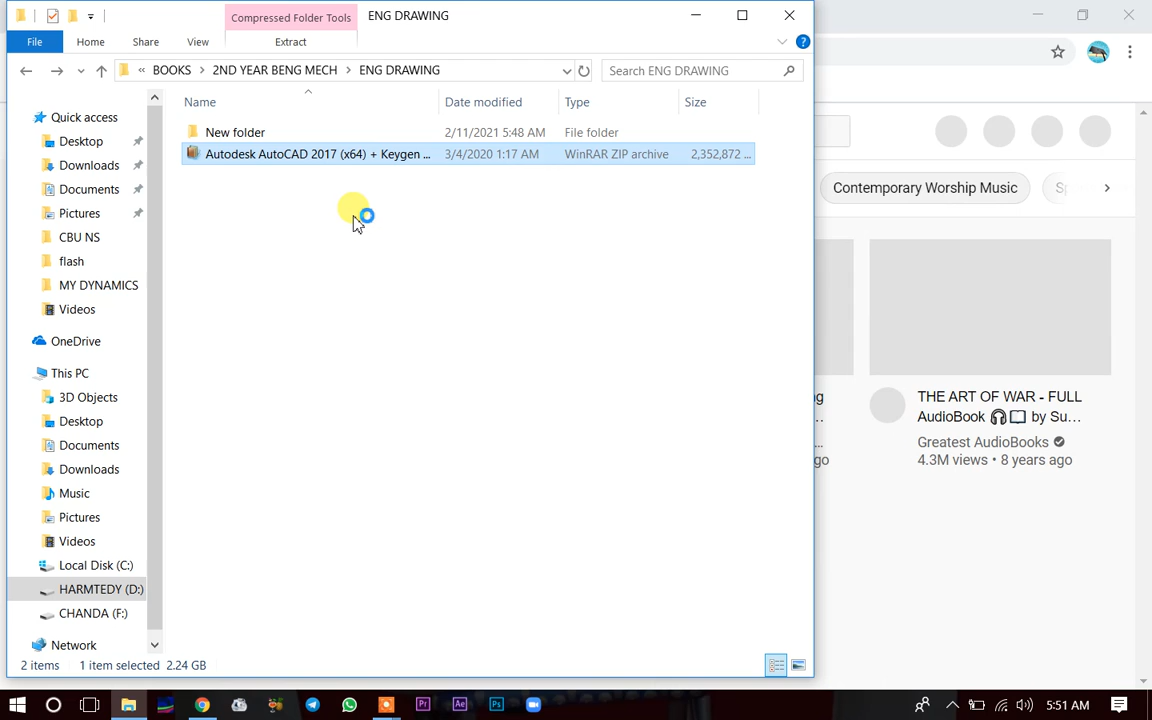 Compressed Folder Tools
ENG DRAWING
File
Home
Share
View
Extract
?
« BOOKS > 2ND YEAR BENG MECH > ENG DRAWING
Search ENG DRAWING
Name
Date modified
Type
Size
New folder
2/11/2021 5:48 AM
File folder
Autodesk AutoCAD 2017 (x64) + Keygen ...
3/4/2020 1:17 AM
WinRAR ZIP archive
2,352,872 ...
Quick access
Desktop
Downloads
Documents
Pictures
CBU NS
flash
MY DYNAMICS
Videos
OneDrive
This PC
3D Objects
Desktop
Documents
Downloads
Music
Pictures
Videos
Local Disk (C:)
HARMTEDY (D:)
CHANDA (F:)
Network
2 items
1 item selected
2.24 GB
Contemporary Worship Music
THE ART OF WAR - FULL
AudioBook 🎧📖 by Su...
Greatest AudioBooks
4.3M views • 8 years ago
Pr
Ae
Ps
5:51 AM